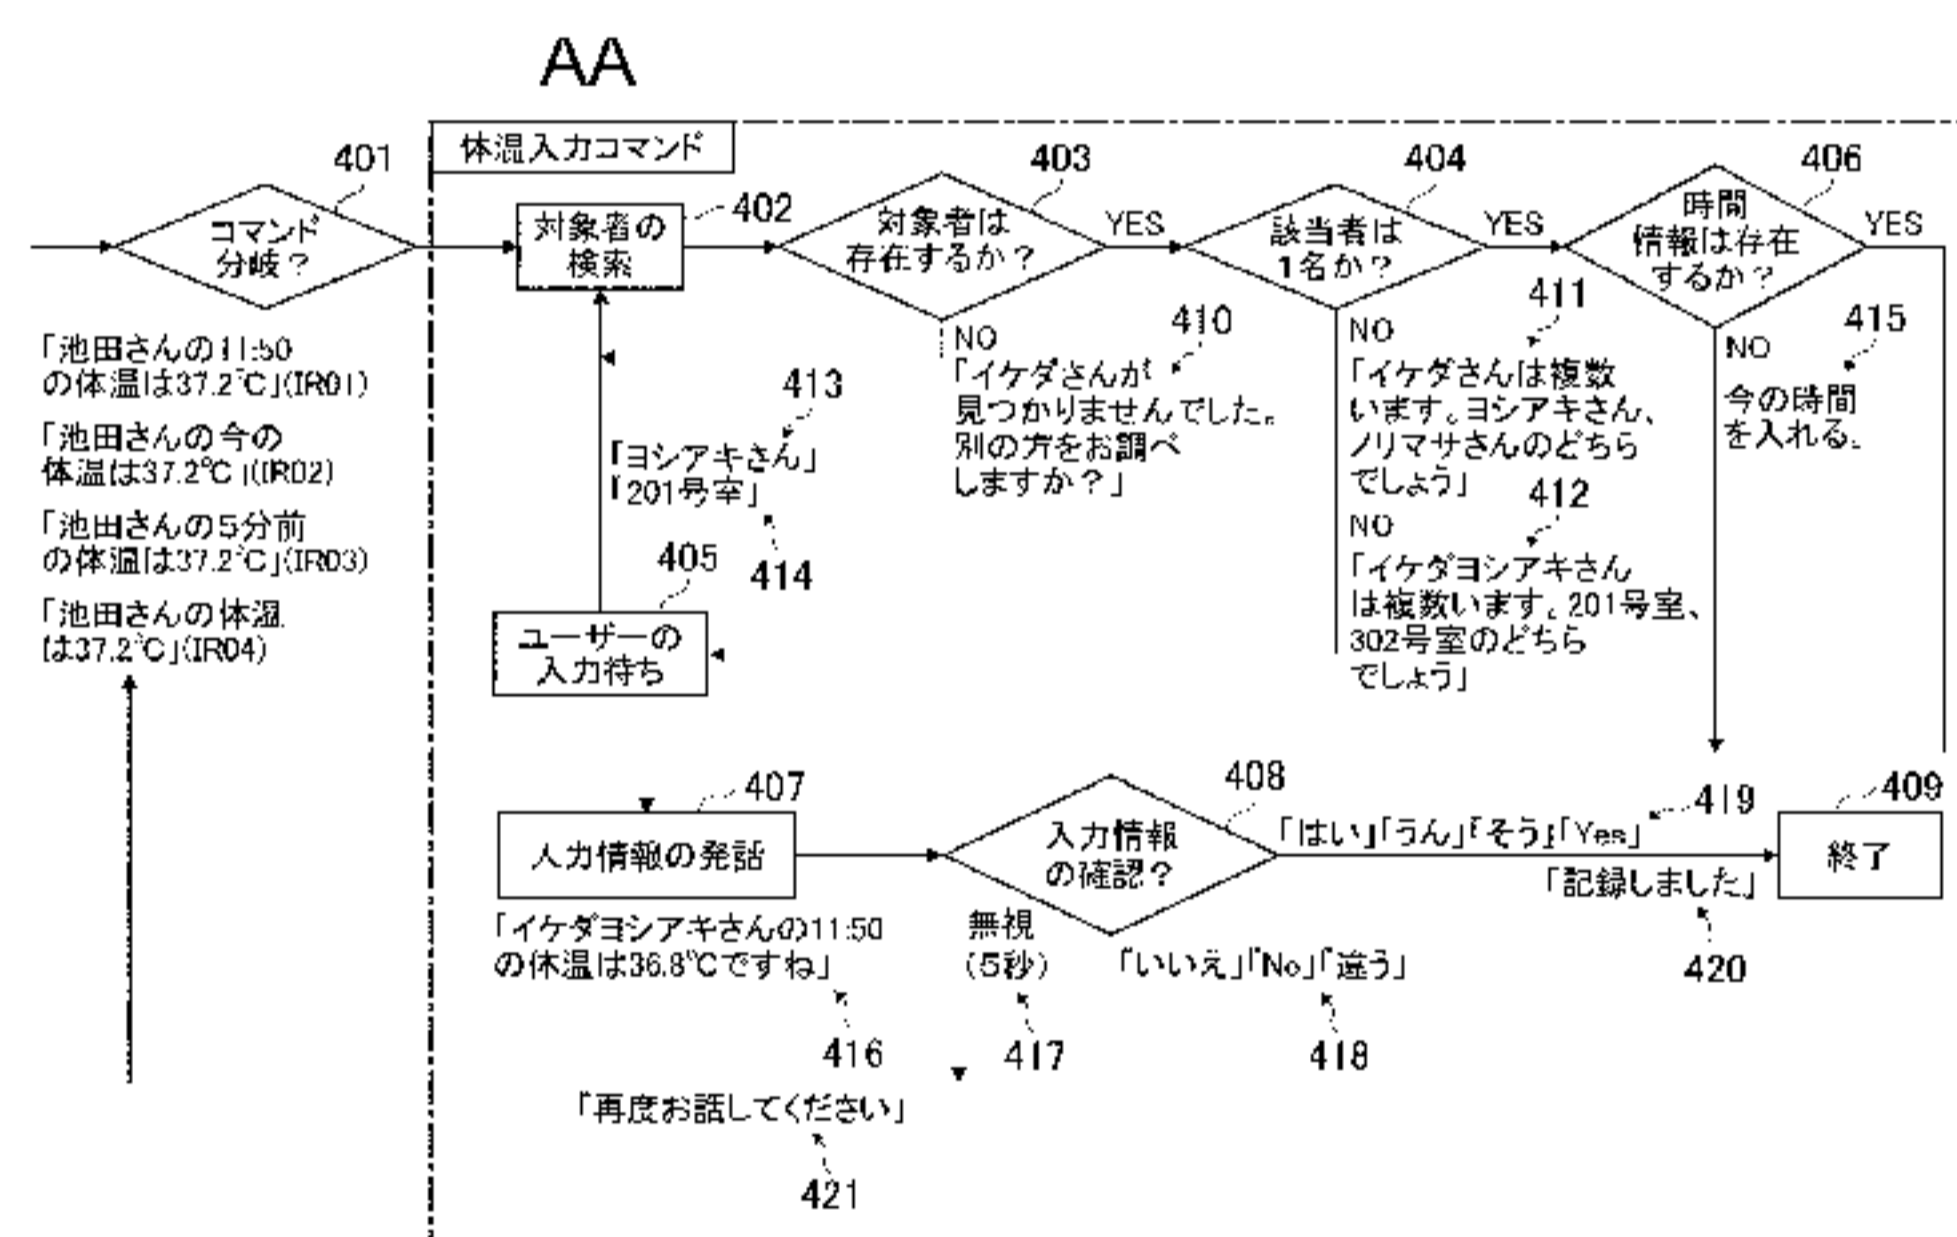 AA
体温入力コマンド
401
コマンド
分岐？
402
対象者の
検索
403
対象者は
存在するか？
YES
404
該当者は
1名か？
YES
406
時間
情報は存在
するか？
YES
「池田さんの11:50
の体温は37.2℃」(IR01)
「池田さんの今の
体温は37.2℃」(IR02)
「池田さんの5分前
の体温は37.2℃」(IR03)
「池田さんの体温
は37.2℃」(IR04)
NO
410
「イケダさんが
見つかりませんでした。
別の方をお調べ
しますか？」
NO
411
「イケダさんは複数
います。ヨシアキさん、
ノリマサさんのどちら
でしょう」
412
NO
「イケダヨシアキさん
は複数います。201号室、
302号室のどちら
でしょう」
NO
415
今の時間
を入れる。
413
「ヨシアキさん」
「201号室」
414
405
ユーザーの
入力待ち
407
入力情報の発話
408
入力情報
の確認？
「はい」「うん」「そう」「Yes」
419
409
終了
「記録しました」
420
「イケダヨシアキさんの11:50
の体温は36.8℃ですね」
416
無視
(5秒)
417
「いいえ」「No」「違う」
418
「再度お話してください」
421